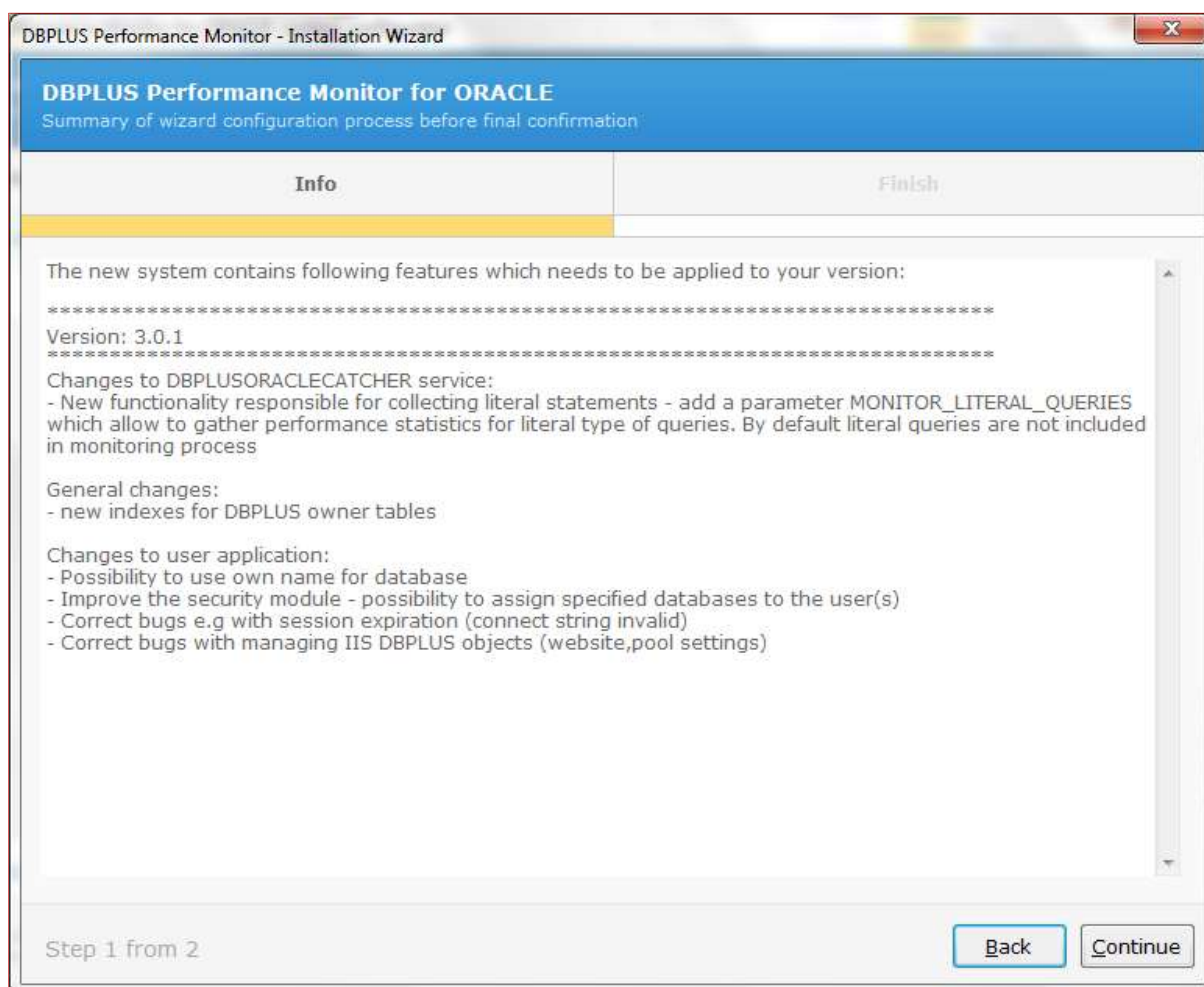 DBPLUS Performance Monitor - Installation Wizard
DBPLUS Performance Monitor for ORACLE
Summary of wizard configuration process before final confirmation
Info
Finish
The new system contains following features which needs to be applied to your version:
******************************************************************************
Version: 3.0.1
******************************************************************************
Changes to DBPLUSORACLECATCHER service:
- New functionality responsible for collecting literal statements - add a parameter MONITOR_LITERAL_QUERIES
which allow to gather performance statistics for literal type of queries. By default literal queries are not included
in monitoring process
General changes:
- new indexes for DBPLUS owner tables
Changes to user application:
- Possibility to use own name for database
- Improve the security module - possibility to assign specified databases to the user(s)
- Correct bugs e.g with session expiration (connect string invalid)
- Correct bugs with managing IIS DBPLUS objects (website,pool settings)
Step 1 from 2
Back
Continue